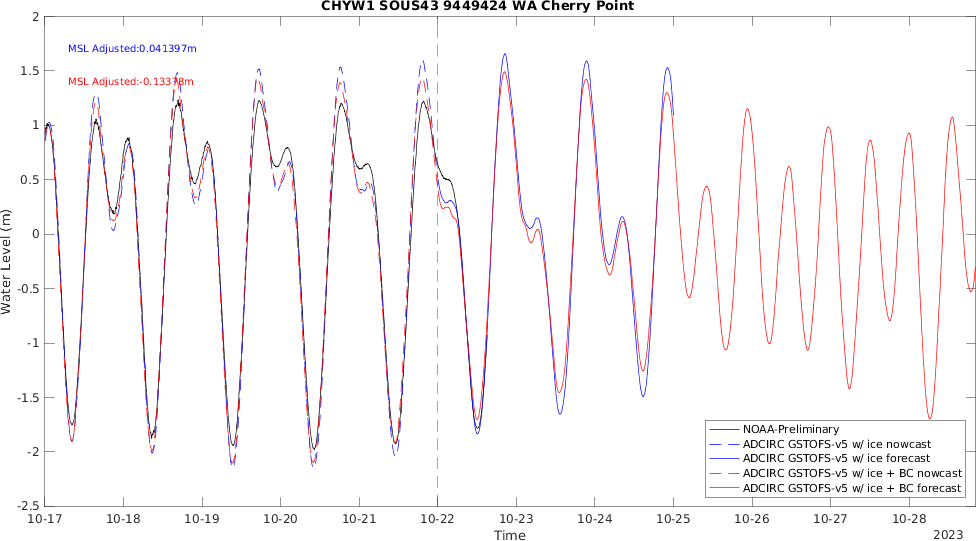 CHYW1 SOUS43 9449424 WA Cherry Point
MSL Adjusted:0.041397m
MSL Adjusted:-0.13378m
Water Level (m)
2
1.5
1
0.5
0
-0.5
-1
-1.5
-2
-2.5
NOAA-Preliminary
ADCIRC GSTOFS-v5 w/ ice nowcast
ADCIRC GSTOFS-v5 w/ ice forecast
ADCIRC GSTOFS-v5 w/ ice + BC nowcast
ADCIRC GSTOFS-v5 w/ ice + BC forecast
10-17 10-18 10-19 10-20 10-21 10-22 10-23 10-24 10-25 10-26 10-27 10-28
Time
2023